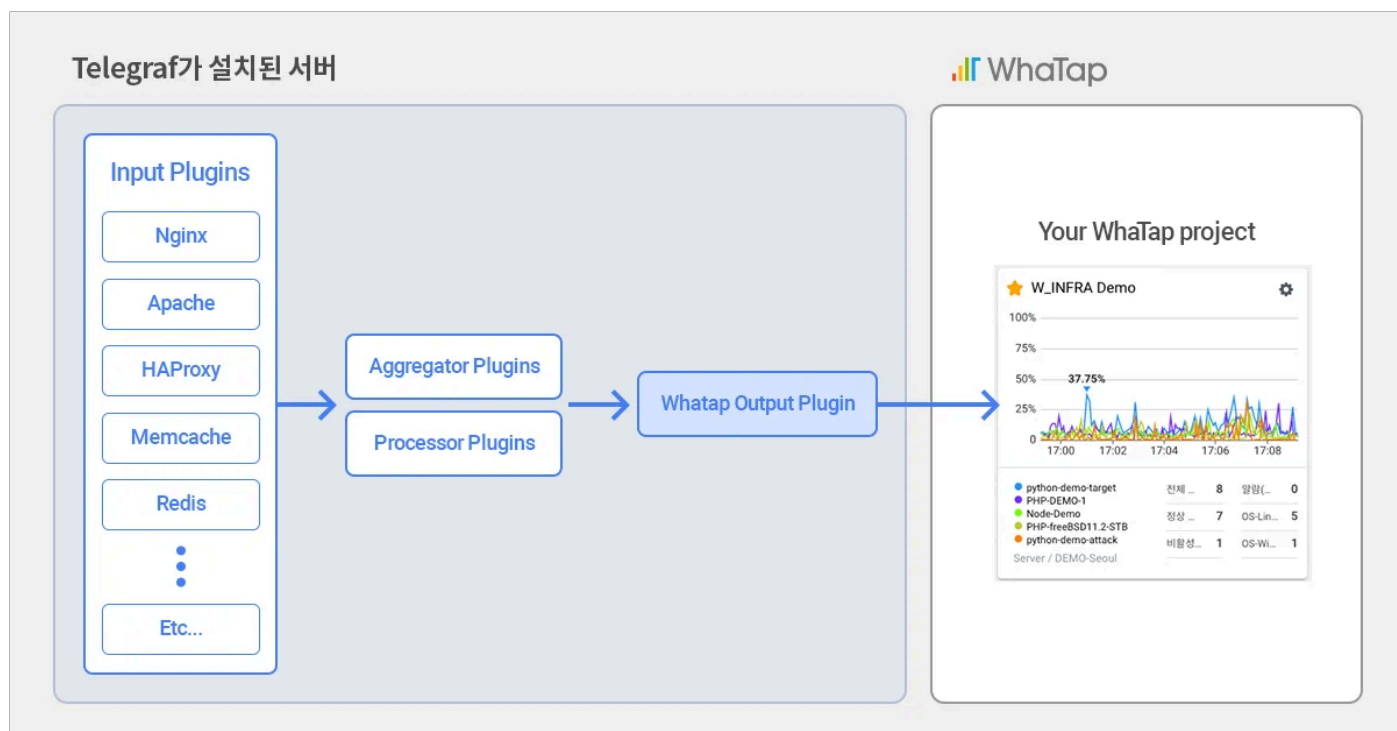 Telegraf가 설치된 서버
WhaTap
Input Plugins
Nginx
Apache
HAProxy
Memcache
Redis
Etc...
Aggregator Plugins
Processor Plugins
Whatap Output Plugin
Your WhaTap project
W_INFRA Demo
100%
75%
50%
37.75%
25%
0
17:00 17:02 17:04 17:06 17:08
python-demo-target
PHP-DEMO-1
Node-Demo
PHP-freeBSD11.2-STB
python-demo-attack
Server / DEMO-Seoul
전체 ... 8 알람(... 0
정상 ... 7 OS-Lin... 5
비활성... 1 OS-Wi... 1